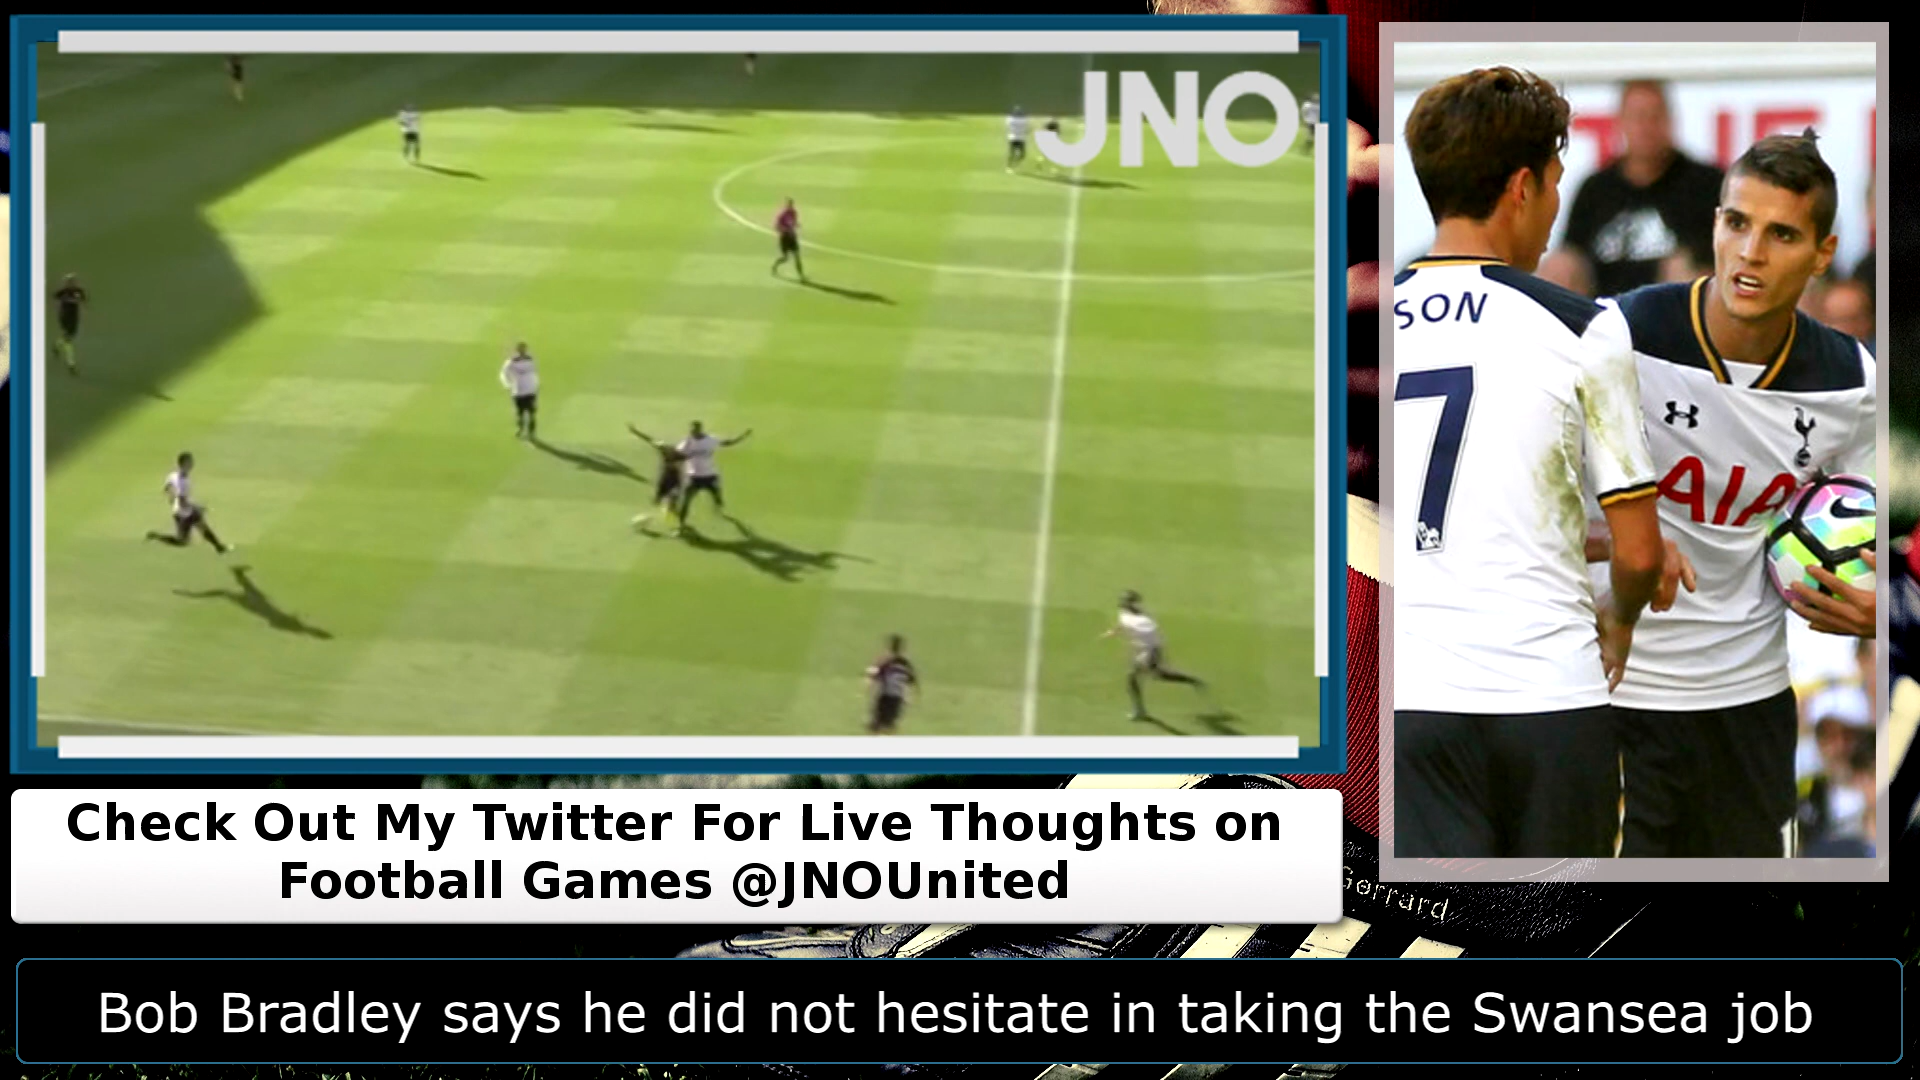 JNO
SON
7
AIA
Check Out My Twitter For Live Thoughts on
Football Games @JNOUnited
Gerrard
Bob Bradley says he did not hesitate in taking the Swansea job